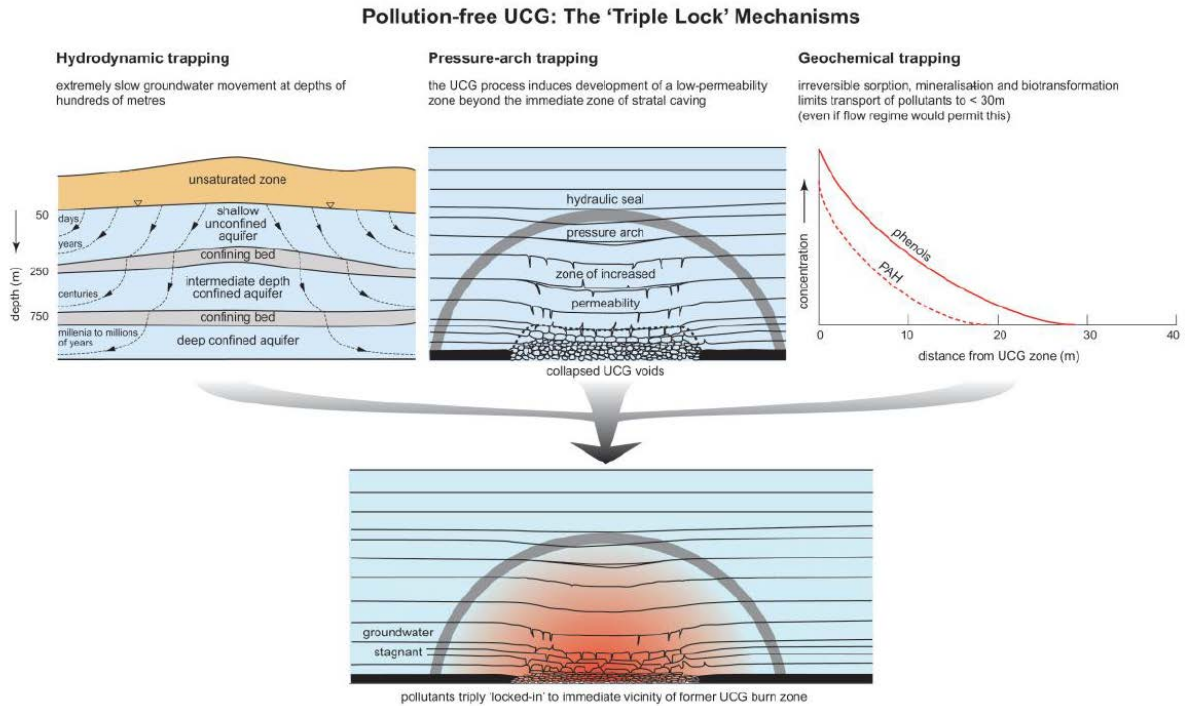 Pollution-free UCG: The ‘Triple Lock’ Mechanisms
Hydrodynamic trapping
extremely slow groundwater movement at depths of
hundreds of metres
unsaturated zone
50
days
shallow
unconfined
aquifer
years
confining bed
250
depth (m)
intermediate depth
confined aquifer
centuries
750
confining bed
millenia to millions
of years
deep confined aquifer
Pressure-arch trapping
the UCG process induces development of a low-permeability
zone beyond the immediate zone of stratal caving
hydraulic seal
pressure arch
zone of increased
permeability
collapsed UCG voids
Geochemical trapping
irreversible sorption, mineralisation and biotransformation
limits transport of pollutants to < 30m
(even if flow regime would permit this)
concentration
phenols
PAH
0 10 20 30 40
distance from UCG zone (m)
groundwater
stagnant
pollutants triply ‘locked-in’ to immediate vicinity of former UCG burn zone